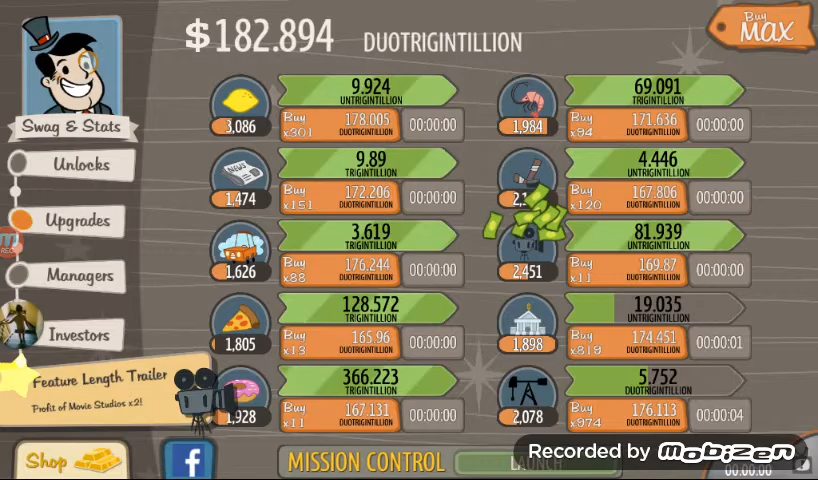 $182.894 DUOTRIGINTILLION
Buy
MAX
Swag & Stats
Unlocks
Upgrades
Managers
Investors
REC
Feature Length Trailer
Profit of Movie Studios x2!
Shop
f
9.924
UNTRIGINTILLION
3,086
Buy
x301
178.005
DUOTRIGINTILLION
00:00:00
NEWS
9.89
TRIGINTILLION
1,474
Buy
x151
172.206
DUOTRIGINTILLION
00:00:00
3.619
TRIGINTILLION
1,626
Buy
x88
176.244
DUOTRIGINTILLION
00:00:00
128.572
TRIGINTILLION
1,805
Buy
x13
165.96
DUOTRIGINTILLION
00:00:00
366.223
TRIGINTILLION
1,928
Buy
x11
167.131
DUOTRIGINTILLION
00:00:00
69.091
TRIGINTILLION
1,984
Buy
x94
171.636
DUOTRIGINTILLION
00:00:00
4.446
UNTRIGINTILLION
Buy
x120
167.806
DUOTRIGINTILLION
00:00:00
81.939
UNTRIGINTILLION
2,451
Buy
x11
169.87
DUOTRIGINTILLION
00:00:00
19.035
UNTRIGINTILLION
1,898
Buy
x819
174.451
DUOTRIGINTILLION
00:00:01
5.752
DUOTRIGINTILLION
2,078
Buy
x974
176.113
DUOTRIGINTILLION
00:00:04
MISSION CONTROL
LAUNCH
Recorded by Mobizen
00:00:00